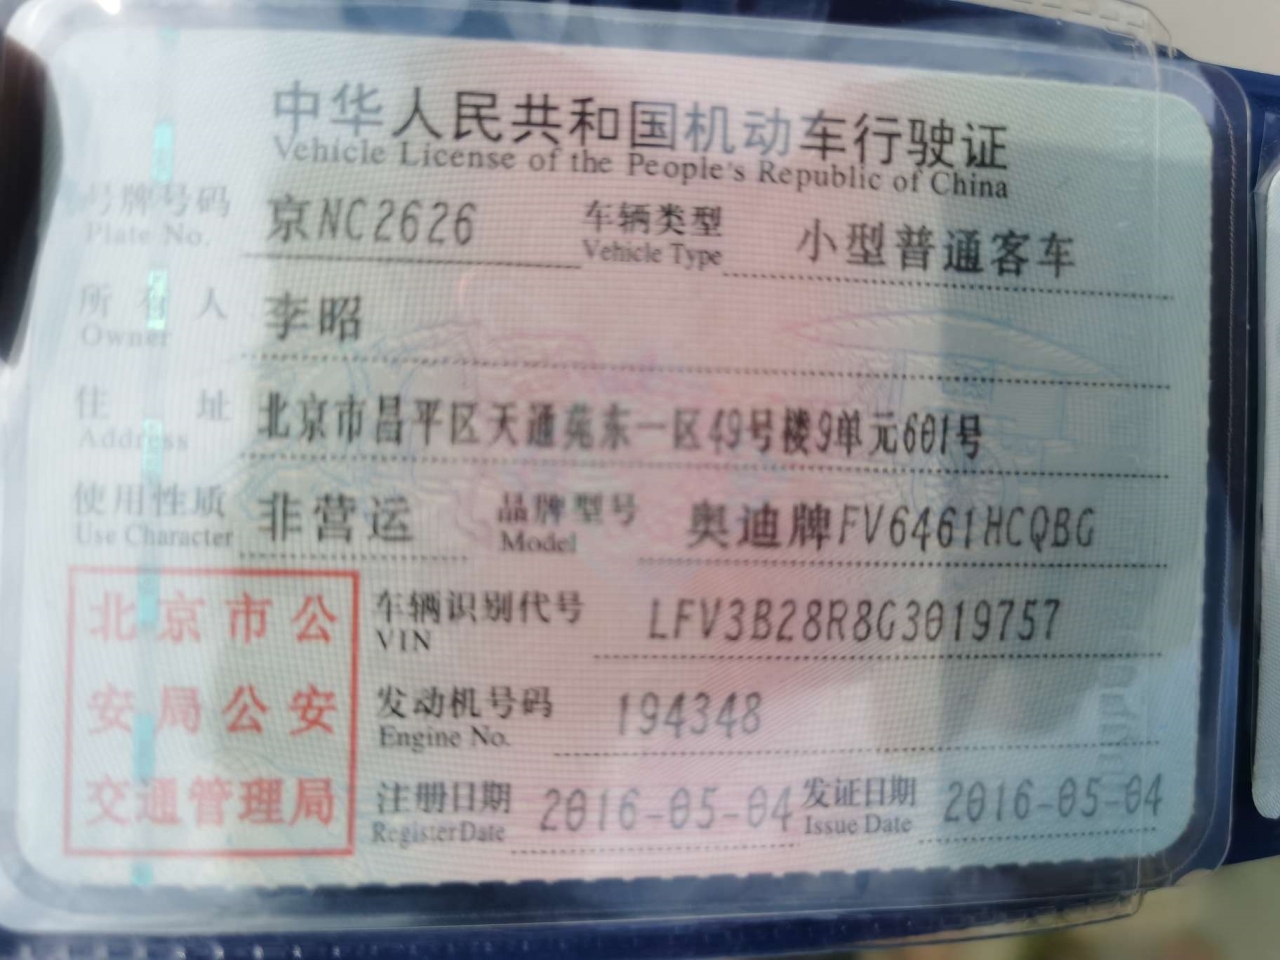 中华人民共和国机动车行驶证
Vehicle License of the People's Republic of China
号牌号码 京NC2626 车辆类型 小型普通客车
Plate No. Vehicle Type
所有人 李昭
Owner
住址 北京市昌平区天通苑东一区49号楼9单元601号
Address
使用性质 非营运 品牌型号 奥迪牌FV6461HCQBG
Use Character Model
北京市公
安局公安
交通管理局
车辆识别代号 LFV3B28R8G3019757
VIN
发动机号码 194348
Engine No.
注册日期 2016-05-04 发证日期 2016-05-04
Register Date Issue Date